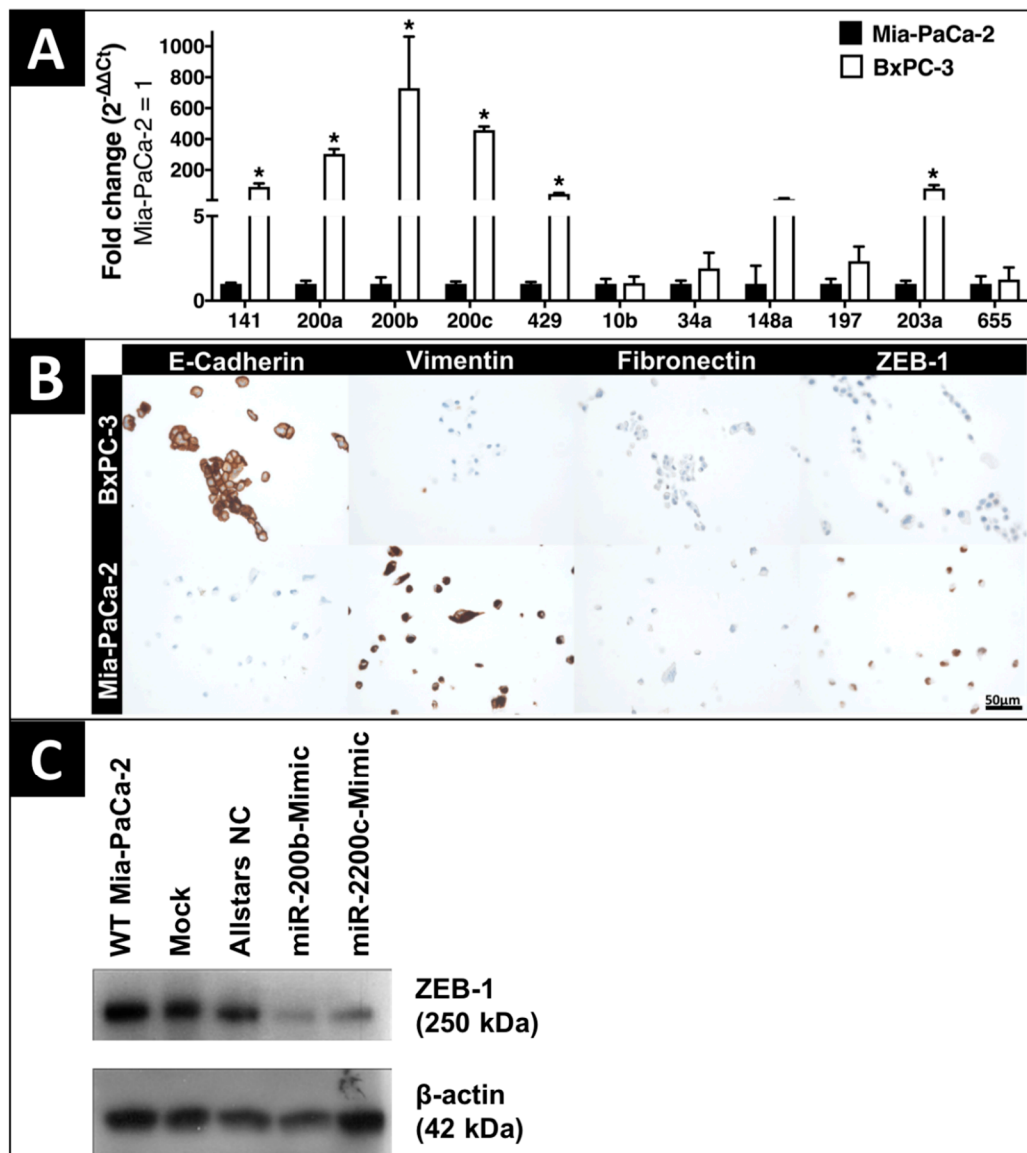 A
Fold change (2-ΔΔCt)
Mia-PaCa-2 = 1
1000
800
600
400
200
5
0
* * * * * *
Mia-PaCa-2
BxPC-3
141 200a 200b 200c 429 10b 34a 148a 197 203a 655
B
E-Cadherin Vimentin Fibronectin ZEB-1
BxPC-3
Mia-PaCa-2
50µm
C
WT Mia-PaCa-2
Mock
Allstars NC
miR-200b-Mimic
miR-2200c-Mimic
ZEB-1
(250 kDa)
β-actin
(42 kDa)